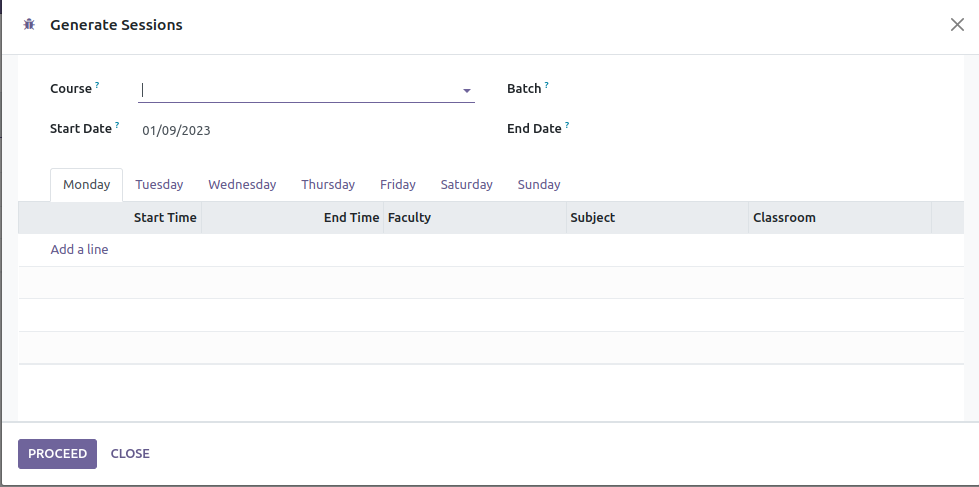 Generate Sessions
Course ? Batch ?
Start Date ? 01/09/2023 End Date ?
Monday Tuesday Wednesday Thursday Friday Saturday Sunday
Start Time End Time Faculty Subject Classroom
Add a line
PROCEED CLOSE